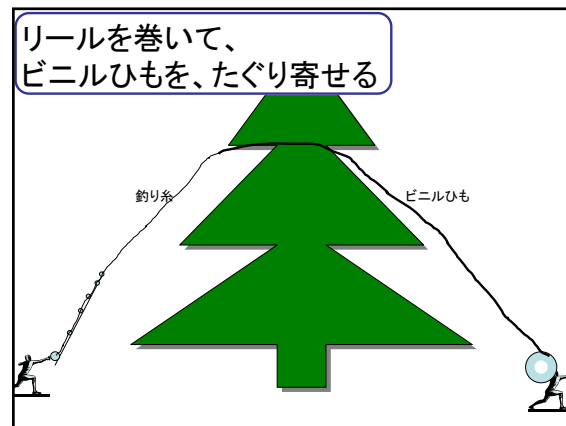 リールを巻いて、
ビニルひもを、たぐり寄せる
釣り糸
ビニルひも